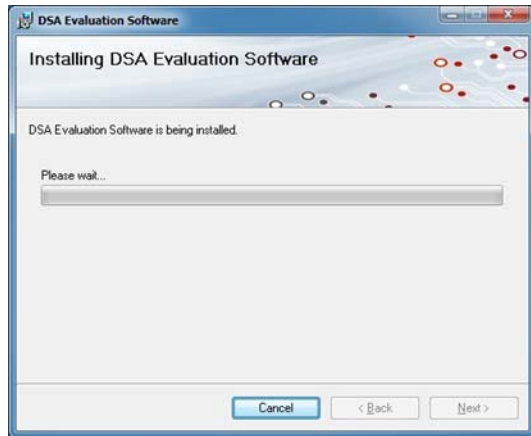 DSA Evaluation Software
Installing DSA Evaluation Software
DSA Evaluation Software is being installed.
Please wait...
Cancel
< Back
Next >